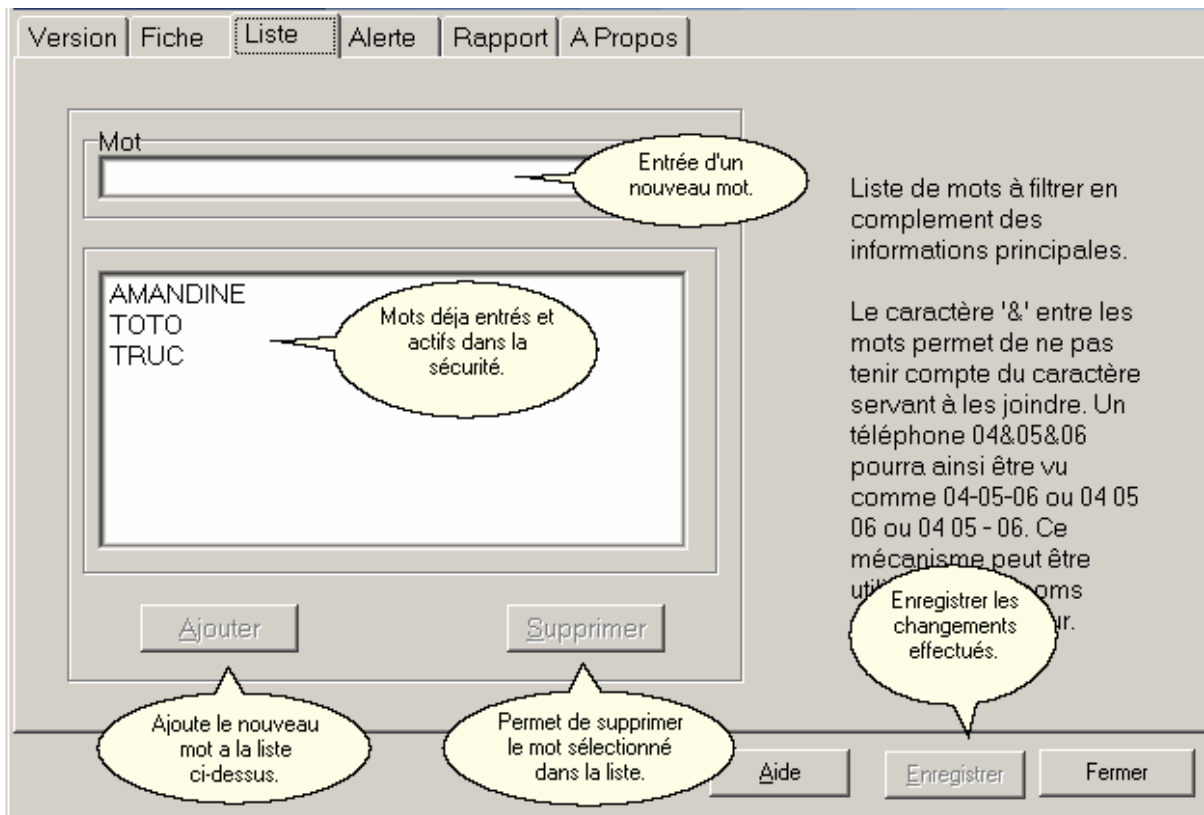 Version Fiche Liste Alerte Rapport A Propos
Mot
Entrée d'un
nouveau mot.
AMANDINE
TOTO
TRUC
Mots déja entrés et
actifs dans la
sécurité.
Ajouter
Supprimer
Ajoute le nouveau
mot a la liste
ci-dessus.
Permet de supprimer
le mot sélectionné
dans la liste.
Liste de mots à filtrer en
complement des
informations principales.
Le caractère '&' entre les
mots permet de ne pas
tenir compte du caractère
servant à les joindre. Un
téléphone 04&05&06
pourra ainsi être vu
comme 04-05-06 ou 04 05
06 ou 04 05 - 06. Ce
mécanisme peut être
Enregistrer les
changements
effectués.
Aide
Enregistrer
Fermer